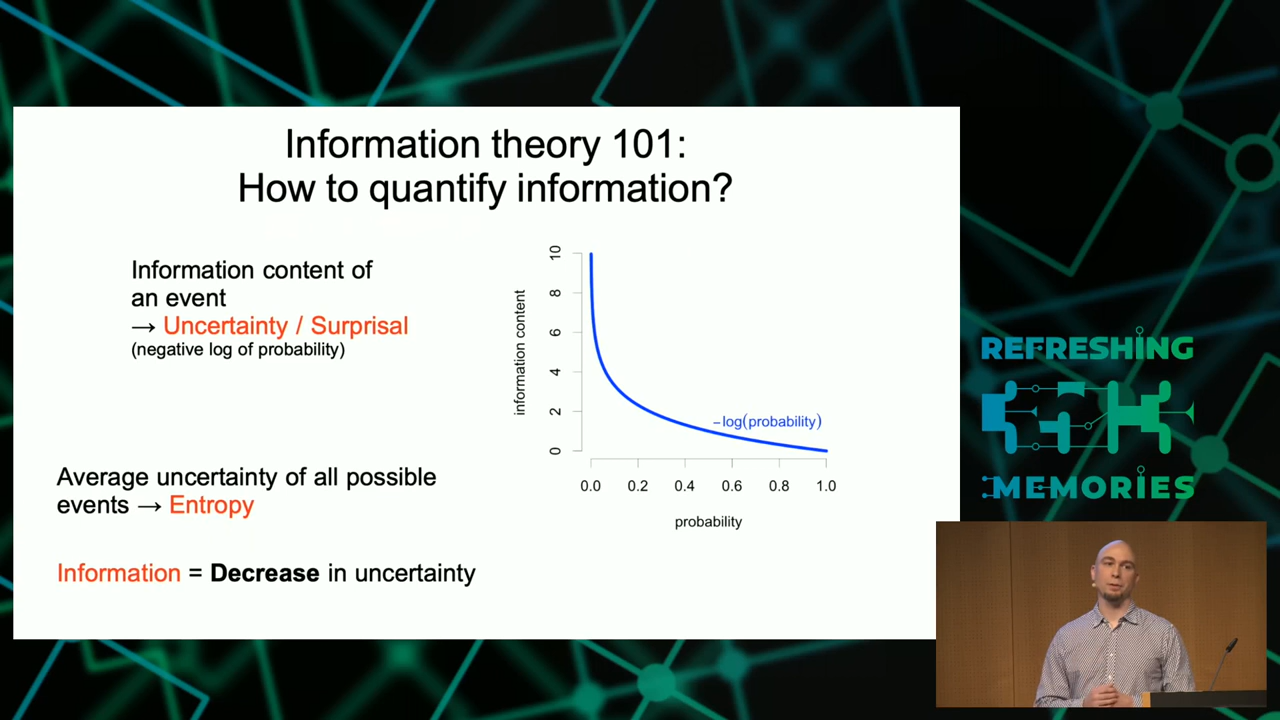 Information theory 101:
How to quantify information?
Information content of
an event
→ Uncertainty / Surprisal
(negative log of probability)
Average uncertainty of all possible
events → Entropy
Information = Decrease in uncertainty
information content
10
8
6
4
2
0
−log(probability)
0.0 0.2 0.4 0.6 0.8 1.0
probability
REFRESHING
MEMORIES